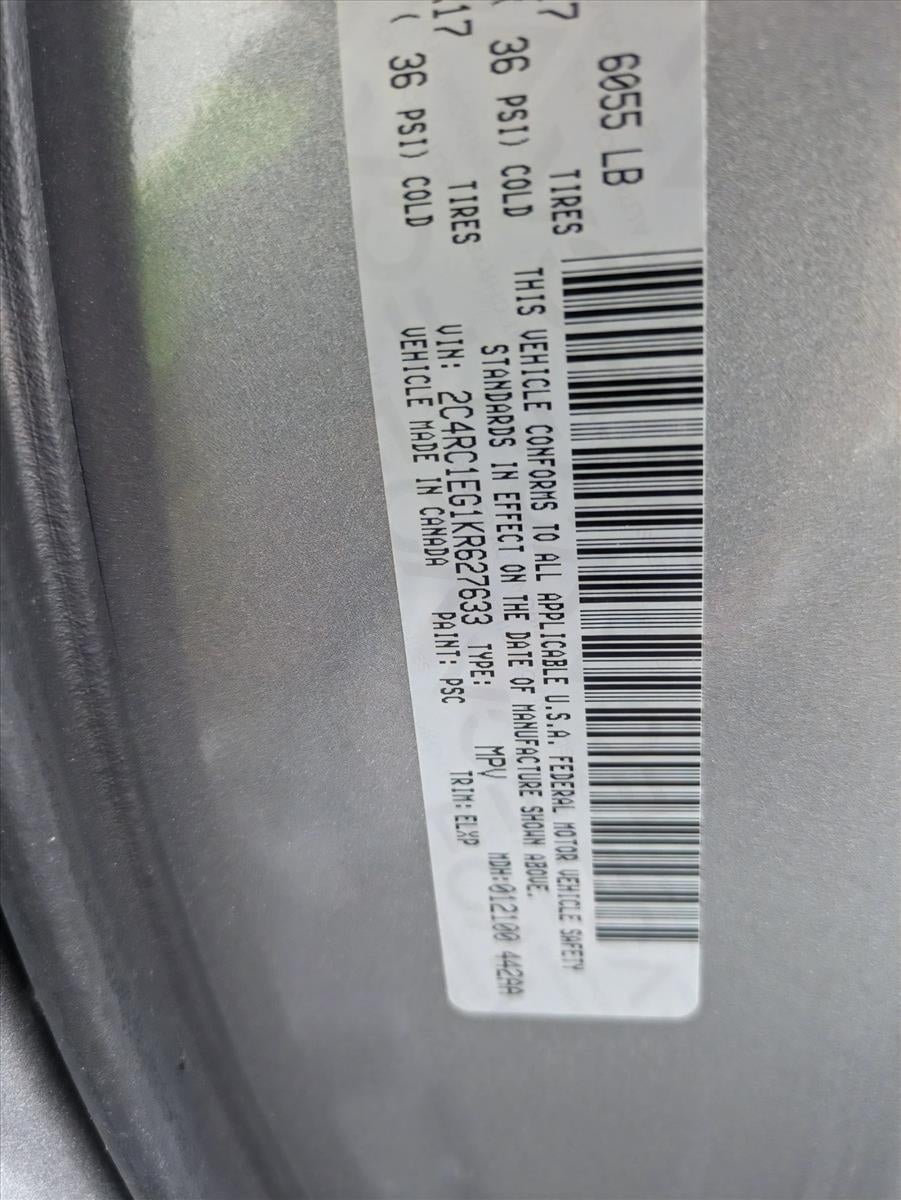 6055 LB
17 TIRES
( 36 PSI) COLD
17 TIRES
( 36 PSI) COLD
THIS VEHICLE CONFORMS TO ALL APPLICABLE U.S.A. FEDERAL MOTOR VEHICLE SAFETY
STANDARDS IN EFFECT ON THE DATE OF MANUFACTURE SHOWN ABOVE.
VIN: 2C4RC1EG1KR627633 TYPE: MPV MDH:012100 442AA
VEHICLE MADE IN CANADA PAINT: PSC TRIM:ELXP